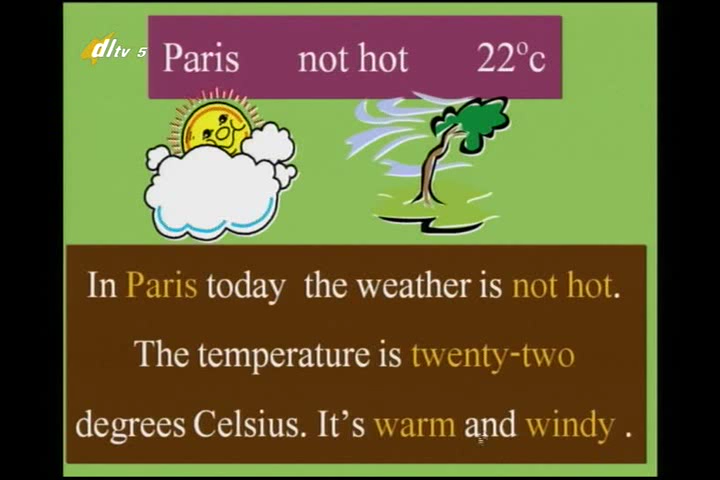 dltv 5
Paris not hot 22°c
In Paris today the weather is not hot.
The temperature is twenty-two
degrees Celsius. It's warm and windy .